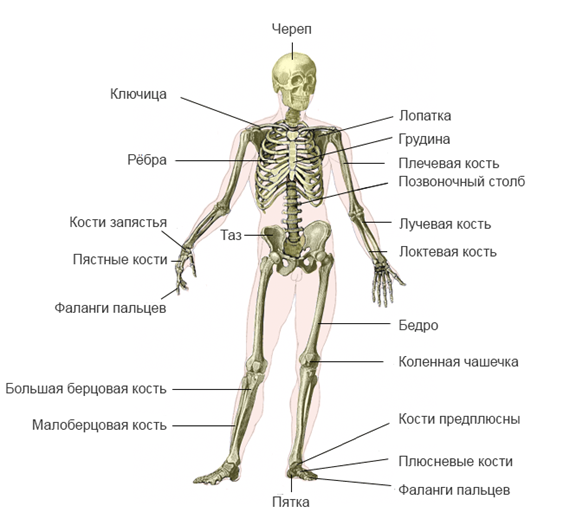 Череп
Ключица
Лопатка
Грудина
Рёбра
Плечевая кость
Позвоночный столб
Кости запястья
Лучевая кость
Таз
Локтевая кость
Пястные кости
Фаланги пальцев
Бедро
Коленная чашечка
Большая берцовая кость
Кости предплюсны
Малоберцовая кость
Плюсневые кости
Фаланги пальцев
Пятка